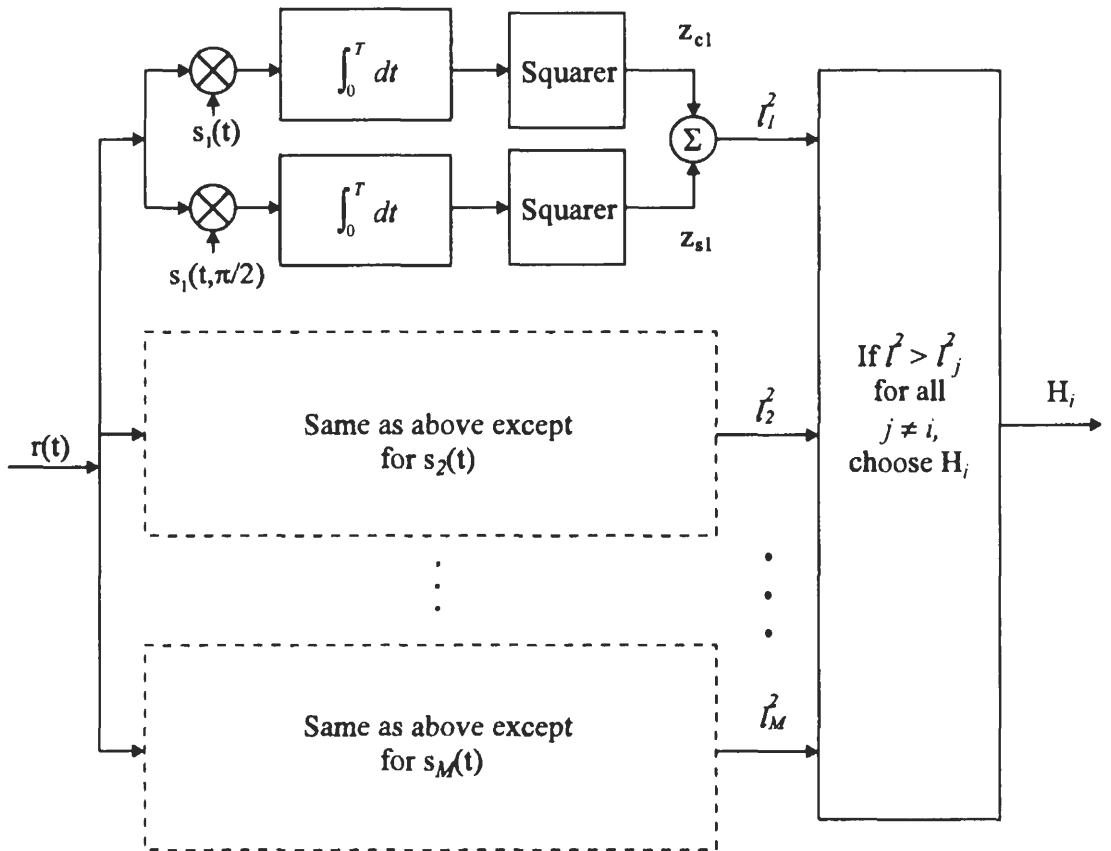 z_c1
∫_0^T dt
Squarer
s_1(t)
Σ
l_1^2
∫_0^T dt
Squarer
z_s1
s_1(t,π/2)
r(t)
Same as above except
for s_2(t)
l_2^2
If l^2 > l_j^2
for all
j ≠ i,
choose H_i
H_i
Same as above except
for s_M(t)
l_M^2